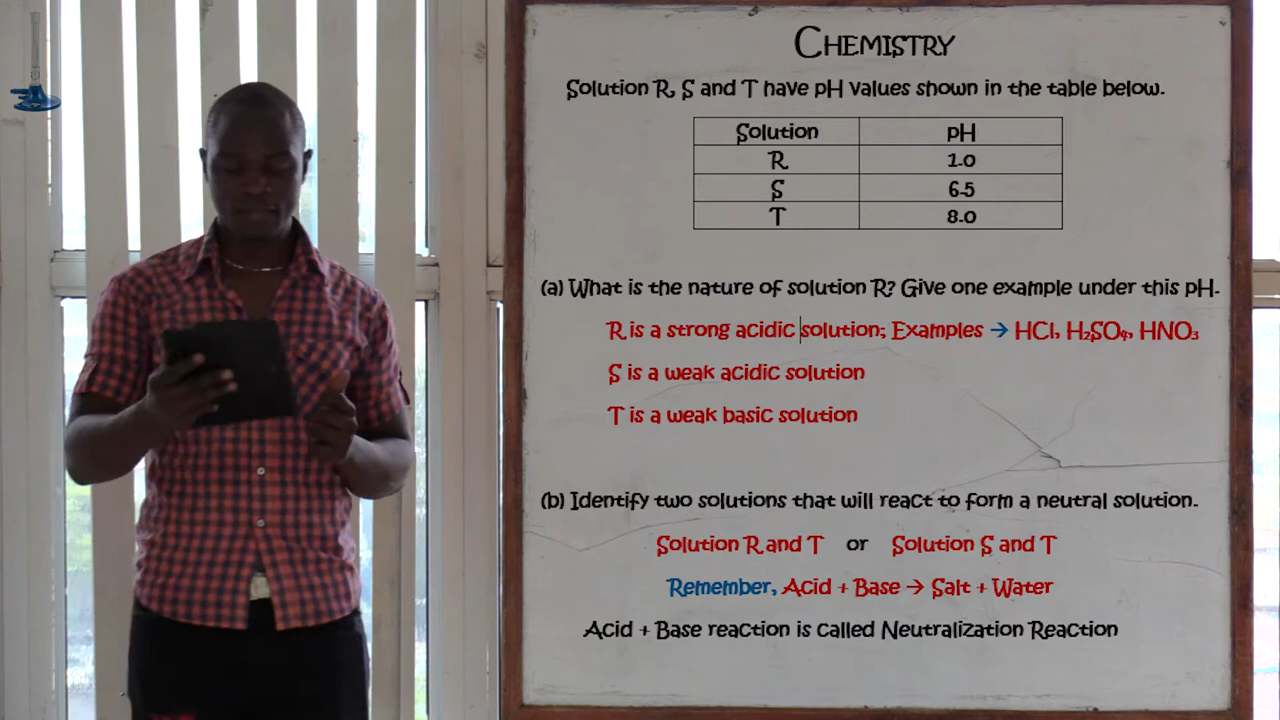 CHEMISTRY
Solution R, S and T have pH values shown in the table below.
Solution pH
R 1.0
S 6.5
T 8.0
(a) What is the nature of solution R? Give one example under this pH.
R is a strong acidic solution; Examples → HCl, H₂SO₄, HNO₃
S is a weak acidic solution
T is a weak basic solution
(b) Identify two solutions that will react to form a neutral solution.
Solution R and T or Solution S and T
Remember, Acid + Base → Salt + Water
Acid + Base reaction is called Neutralization Reaction